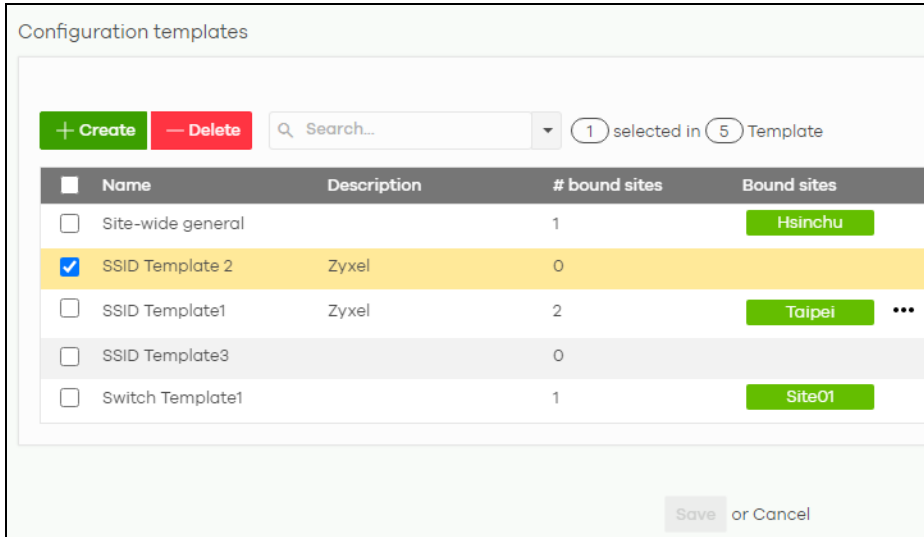 Configuration templates
Create Delete Search... 1 selected in 5 Template
Name Description # bound sites Bound sites
Site-wide general 1 Hsinchu
SSID Template 2 Zyxel 0
SSID Template1 Zyxel 2 Taipei •••
SSID Template3 0
Switch Template1 1 Site01
Save or Cancel